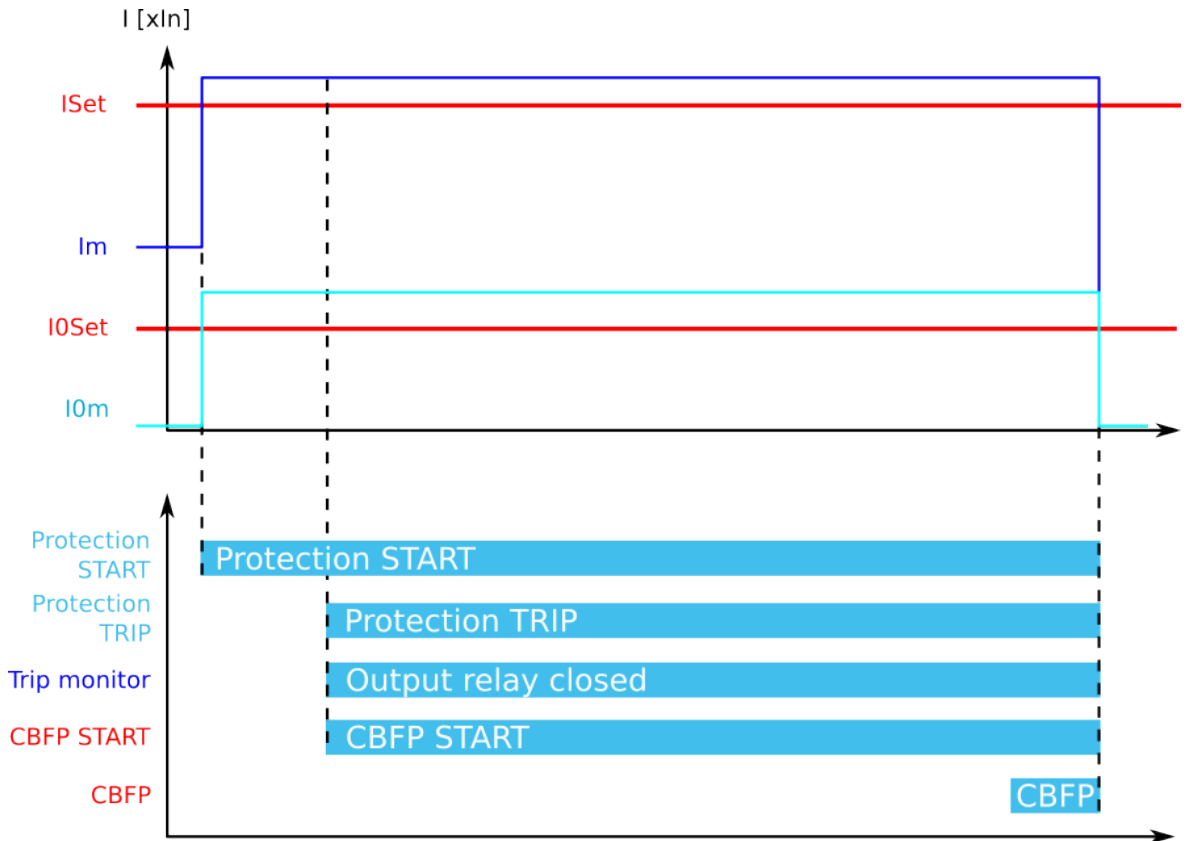 I [xIn]
ISet
Im
I0Set
I0m
Protection
START
Protection START
Protection
TRIP
Protection TRIP
Trip monitor
Output relay closed
CBFP START
CBFP START
CBFP
CBFP